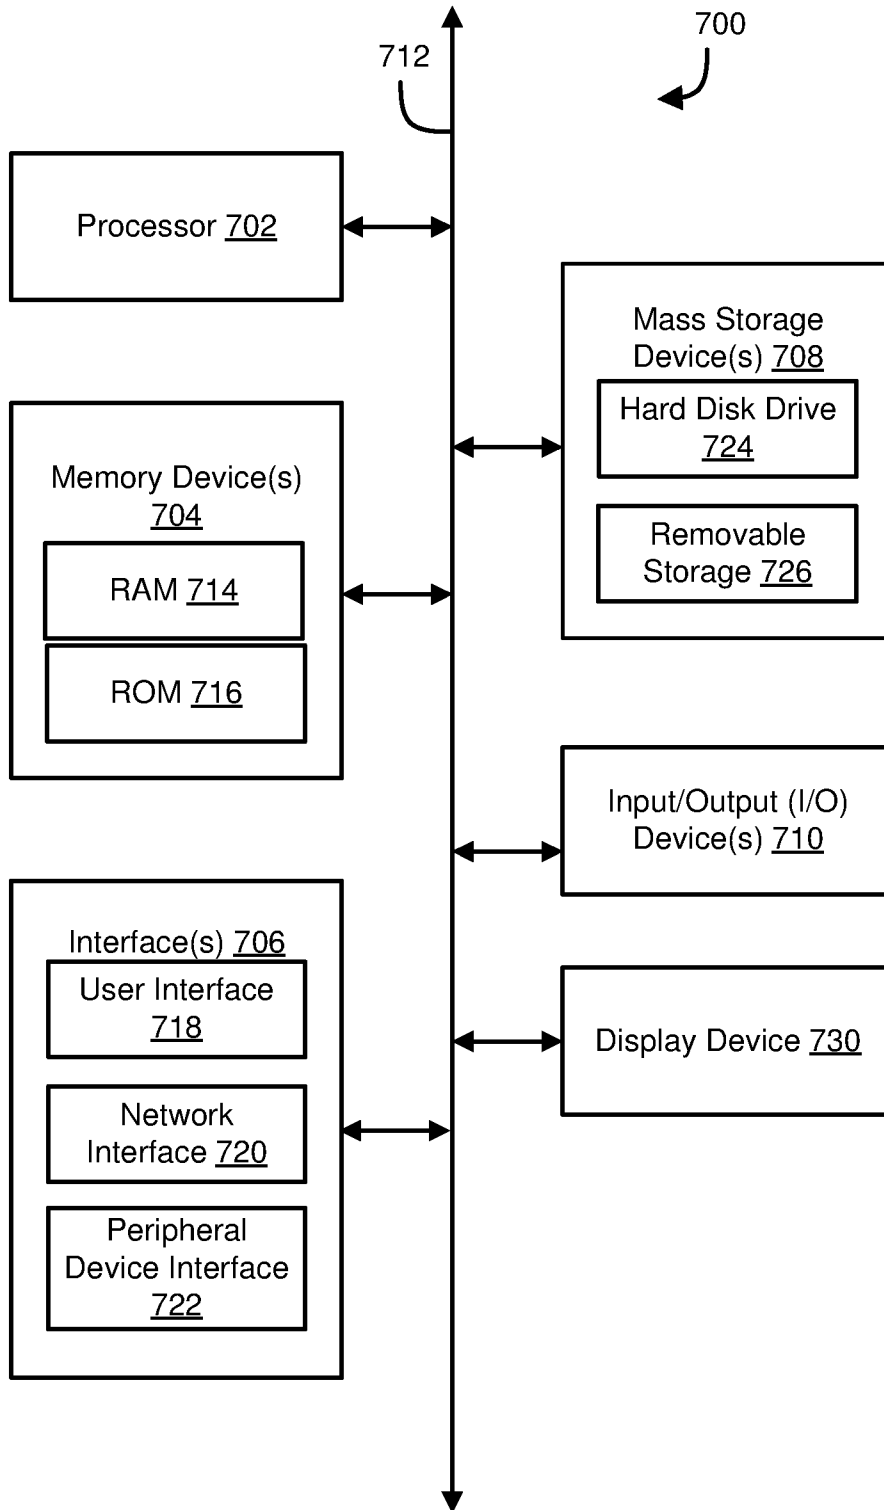 700
712
Processor 702
Mass Storage
Device(s) 708
Hard Disk Drive
724
Removable
Storage 726
Memory Device(s)
704
RAM 714
ROM 716
Input/Output (I/O)
Device(s) 710
Interface(s) 706
User Interface
718
Network
Interface 720
Peripheral
Device Interface
722
Display Device 730